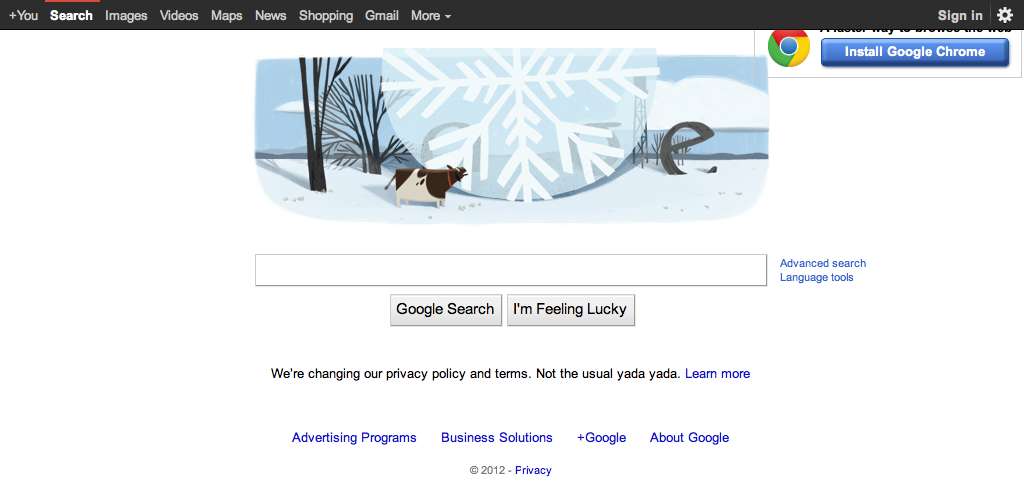 +You Search Images Videos Maps News Shopping Gmail More Sign in
A faster way to browse the web
Install Google Chrome
Advanced search
Language tools
Google Search I'm Feeling Lucky
We're changing our privacy policy and terms. Not the usual yada yada. Learn more
Advertising Programs Business Solutions +Google About Google
© 2012 - Privacy